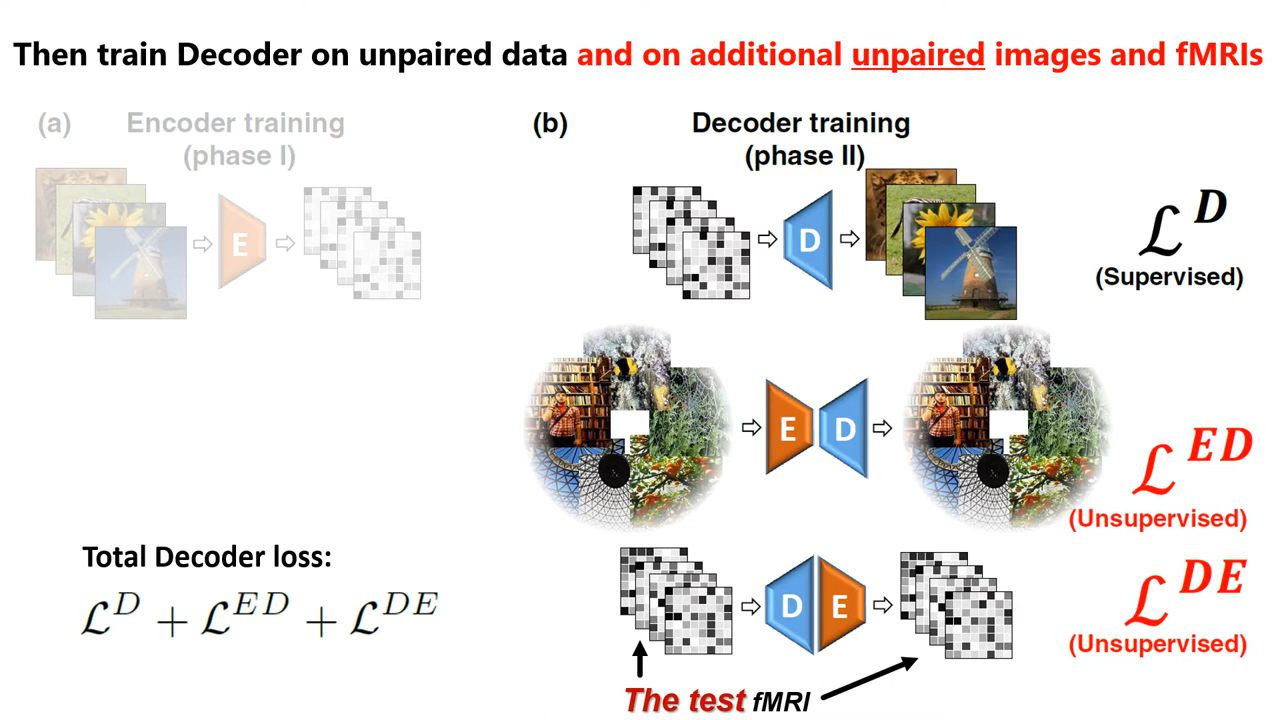 Then train Decoder on unpaired data and on additional unpaired images and fMRIs
(a) Encoder training
(phase I)
E
(b) Decoder training
(phase II)
D
ℒ^D
(Supervised)
E D
ℒ^ED
(Unsupervised)
Total Decoder loss:
ℒ^D + ℒ^ED + ℒ^DE
D E
ℒ^DE
(Unsupervised)
The test fMRI